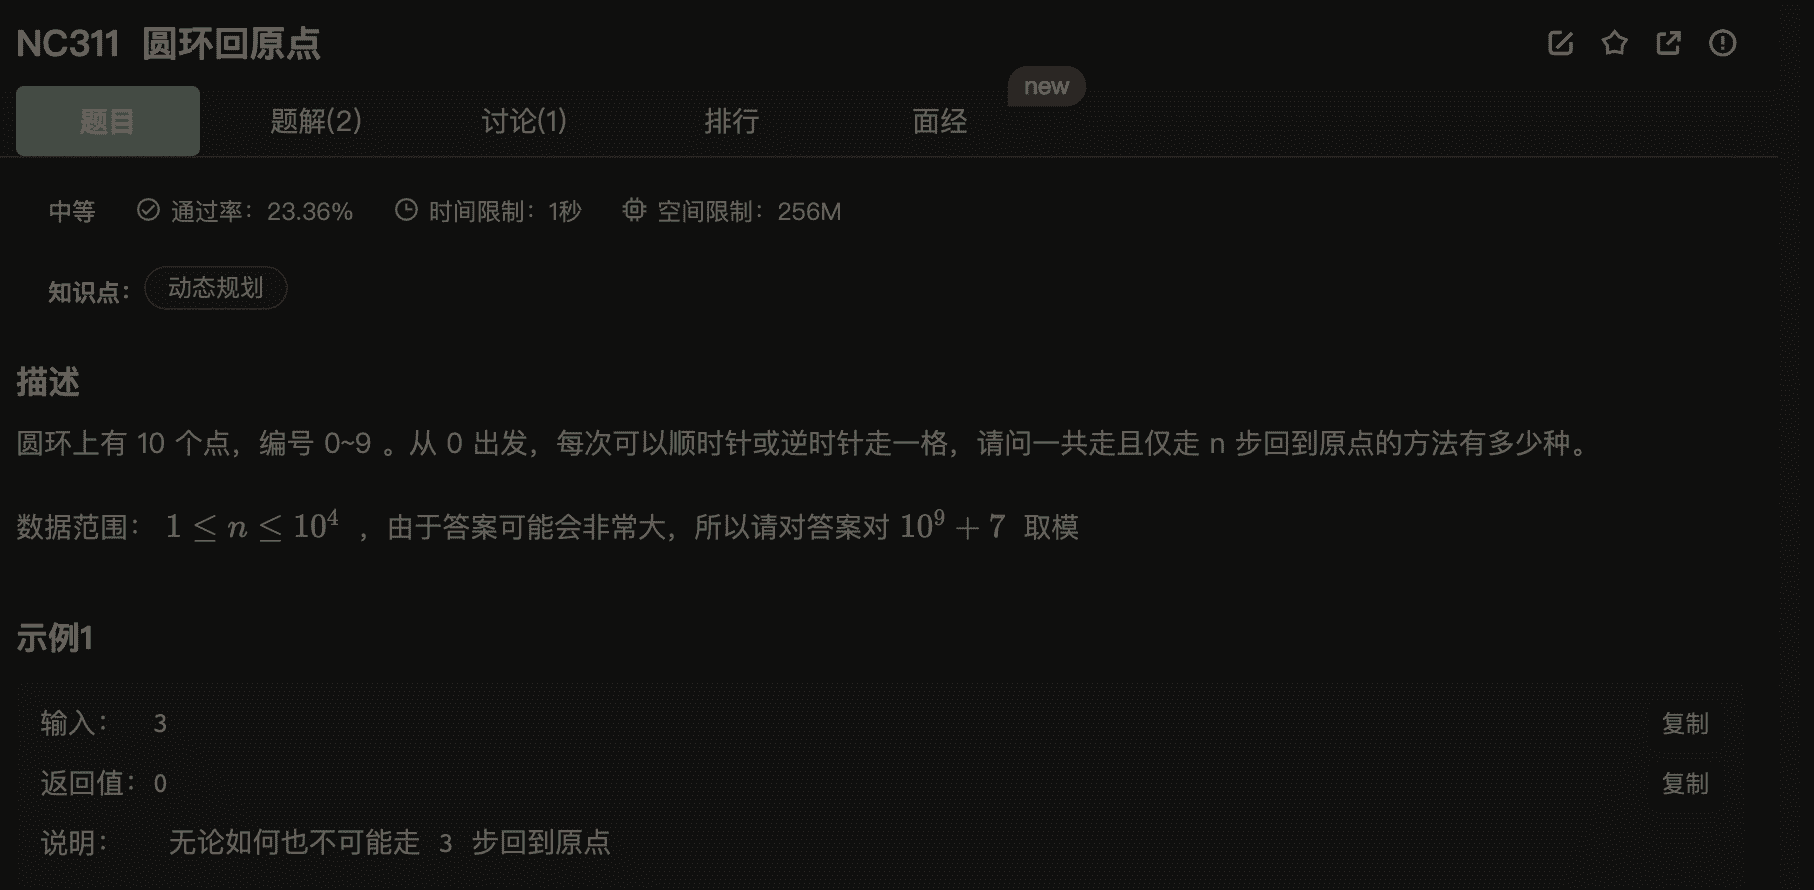 NC311 圆环回原点
new
题目 题解(2) 讨论(1) 排行 面经
中等 通过率：23.36% 时间限制：1秒 空间限制：256M
知识点： 动态规划
描述
圆环上有 10 个点，编号 0~9 。从 0 出发，每次可以顺时针或逆时针走一格，请问一共走且仅走 n 步回到原点的方法有多少种。
数据范围： 1 ≤ n ≤ 10^4 ，由于答案可能会非常大，所以请对答案对 10^9 + 7 取模
示例1
输入： 3 复制
返回值： 0 复制
说明： 无论如何也不可能走 3 步回到原点